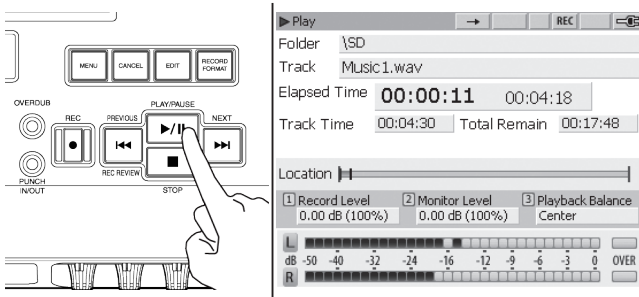 MENU
CANCEL
EDIT
RECORD
FORMAT
OVERDUB
PLAY/PAUSE
REC
PREVIOUS
NEXT
REC REVIEW
PUNCH
IN/OUT
STOP
Play
REC
Folder \SD
Track Music1.wav
Elapsed Time 00:00:11 00:04:18
Track Time 00:04:30 Total Remain 00:17:48
Location
1 Record Level 2 Monitor Level 3 Playback Balance
0.00 dB (100%) 0.00 dB (100%) Center
L
dB -50 -40 -32 -24 -16 -12 -9 -6 -3 0 OVER
R